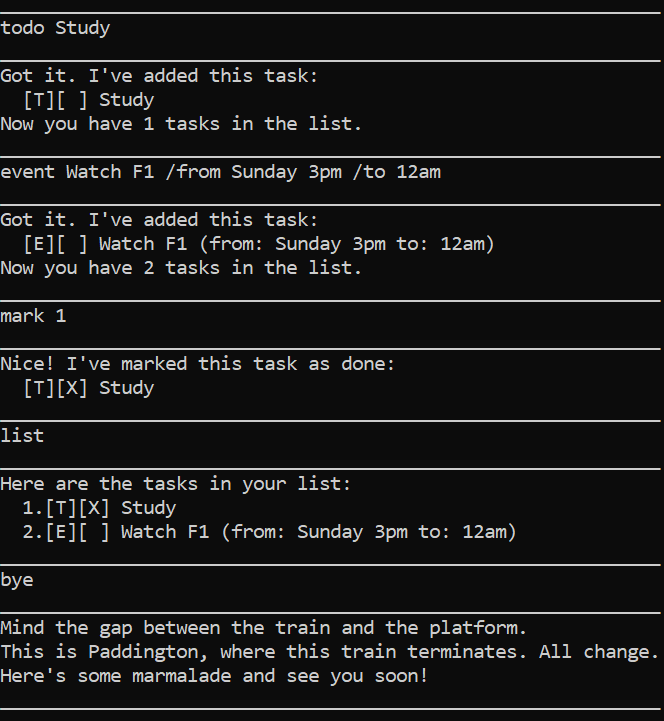 todo Study
Got it. I've added this task:
[T][ ] Study
Now you have 1 tasks in the list.
event Watch F1 /from Sunday 3pm /to 12am
Got it. I've added this task:
[E][ ] Watch F1 (from: Sunday 3pm to: 12am)
Now you have 2 tasks in the list.
mark 1
Nice! I've marked this task as done:
[T][X] Study
list
Here are the tasks in your list:
1.[T][X] Study
2.[E][ ] Watch F1 (from: Sunday 3pm to: 12am)
bye
Mind the gap between the train and the platform.
This is Paddington, where this train terminates. All change.
Here's some marmalade and see you soon!